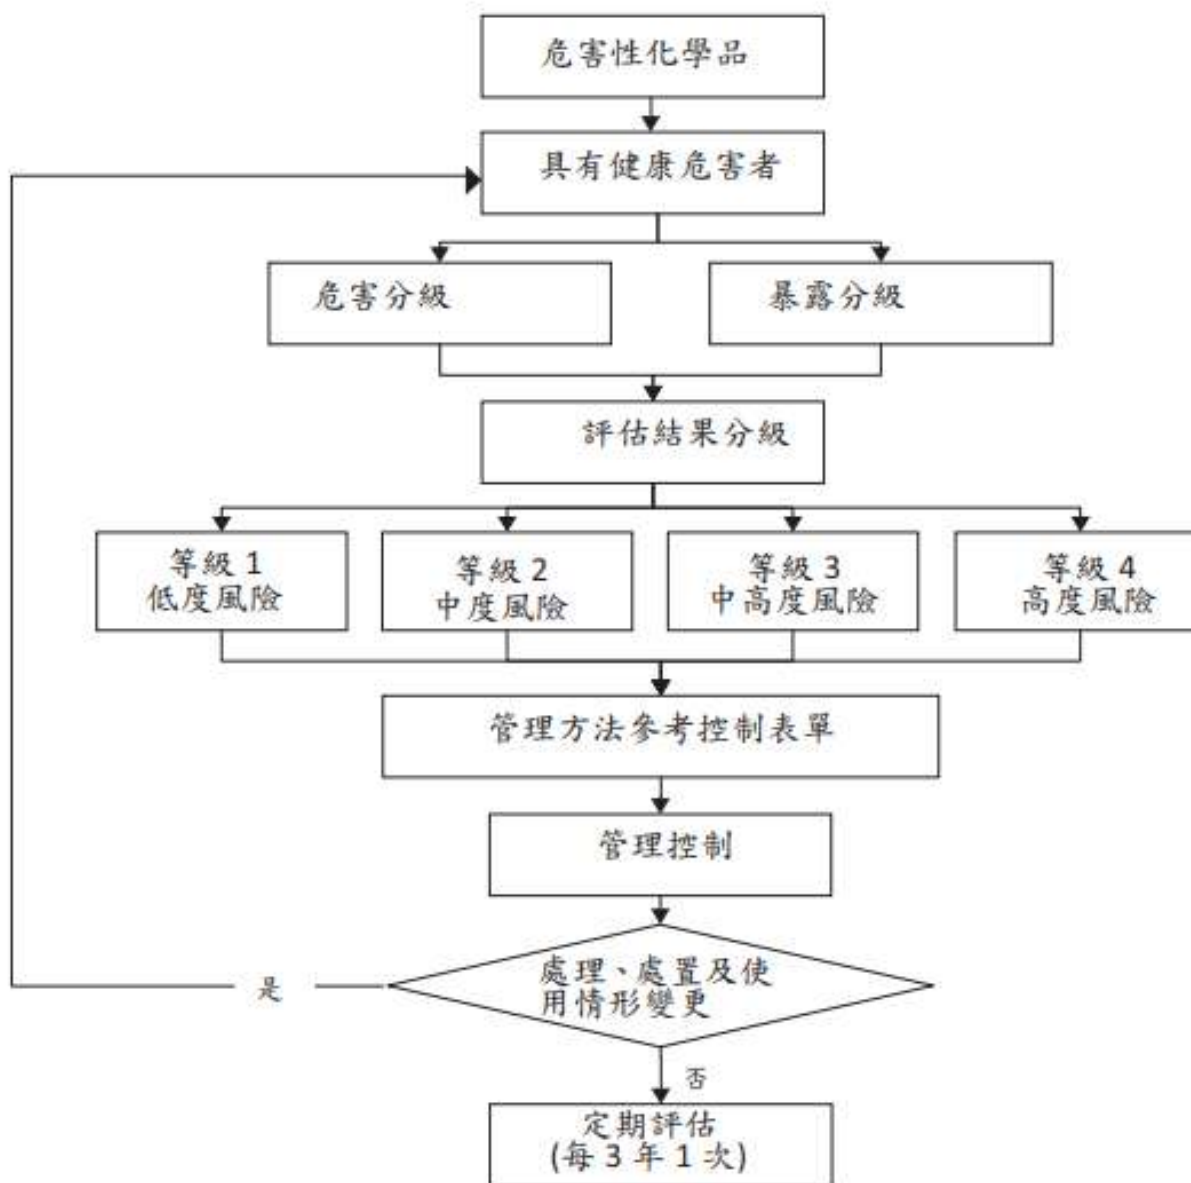 危害性化學品
具有健康危害者
危害分級
暴露分級
評估結果分級
等級 1
低度風險
等級 2
中度風險
等級 3
中高度風險
等級 4
高度風險
管理方法參考控制表單
管理控制
處理、處置及使
用情形變更
是
否
定期評估
(每 3 年 1 次)